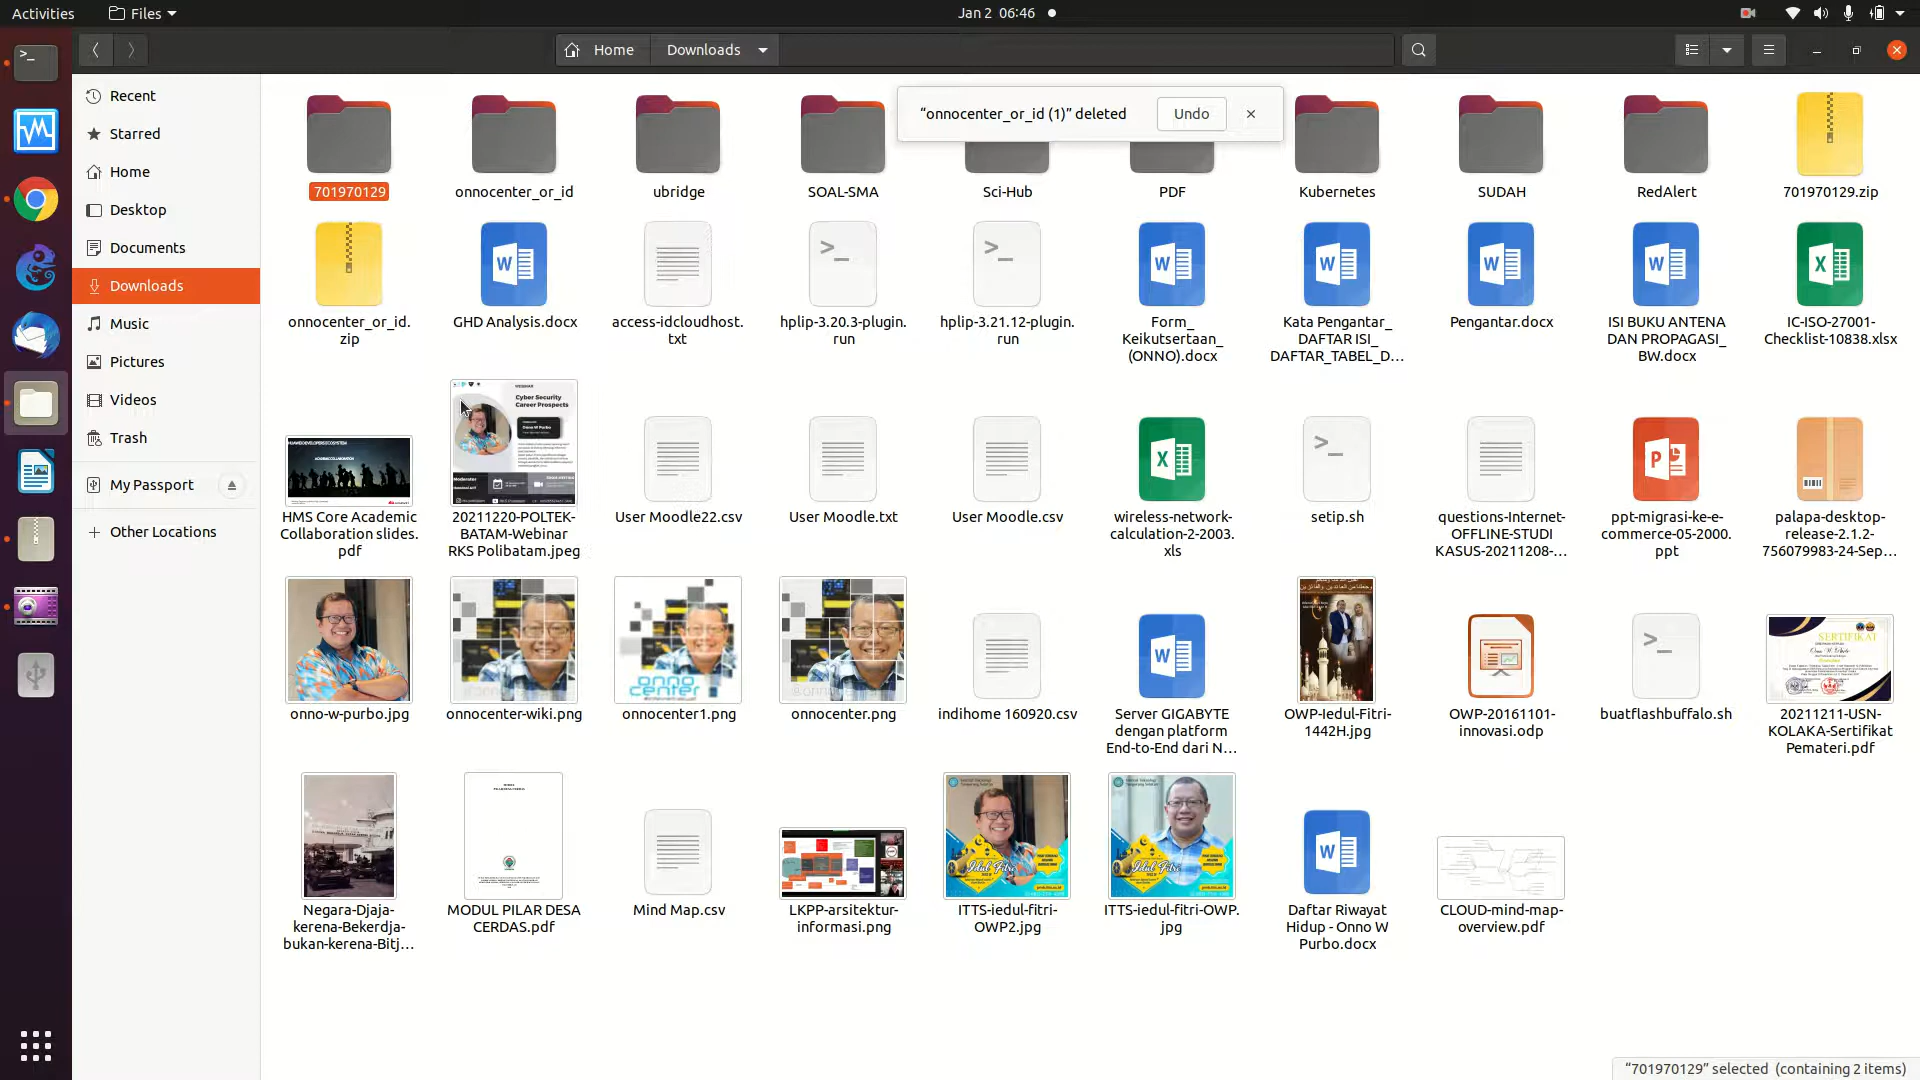 Activities
Files
Jan 2 06:46
Home
Downloads
Recent
Starred
Home
Desktop
Documents
Downloads
Music
Pictures
Videos
Trash
My Passport
Other Locations
“onnocenter_or_id (1)” deleted
Undo
701970129
onnocenter_or_id
ubridge
SOAL-SMA
Sci-Hub
PDF
Kubernetes
SUDAH
RedAlert
701970129.zip
onnocenter_or_id.
zip
GHD Analysis.docx
access-idcloudhost.
txt
hplip-3.20.3-plugin.
run
hplip-3.21.12-plugin.
run
Form_
Keikutsertaan_
(ONNO).docx
Kata Pengantar_
DAFTAR ISI_
DAFTAR_TABEL_D...
Pengantar.docx
ISI BUKU ANTENA
DAN PROPAGASI_
BW.docx
IC-ISO-27001-
Checklist-10838.xlsx
HMS Core Academic
Collaboration slides.
pdf
Cyber Security
Career Prospects
20211220-POLTEK-
BATAM-Webinar
RKS Polibatam.jpeg
User Moodle22.csv
User Moodle.txt
User Moodle.csv
wireless-network-
calculation-2-2003.
xls
setip.sh
questions-Internet-
OFFLINE-STUDI
KASUS-20211208-...
ppt-migrasi-ke-e-
commerce-05-2000.
ppt
palapa-desktop-
release-2.1.2-
756079983-24-Sep...
onno-w-purbo.jpg
onnocenter-wiki.png
onno
center
onnocenter1.png
onnocenter.png
indihome 160920.csv
Server GIGABYTE
dengan platform
End-to-End dari N...
OWP-Iedul-Fitri-
1442H.jpg
OWP-20161101-
innovasi.odp
buatflashbuffalo.sh
SERTIFIKAT
20211211-USN-
KOLAKA-Sertifikat
Pemateri.pdf
Negara-Djaja-
kerena-Bekerdja-
bukan-kerena-Bitj...
MODUL PILAR DESA
CERDAS.pdf
Mind Map.csv
LKPP-arsitektur-
informasi.png
Idul Fitri
ITTS-iedul-fitri-
OWP2.jpg
Idul Fitri
ITTS-iedul-fitri-OWP.
jpg
Daftar Riwayat
Hidup - Onno W
Purbo.docx
CLOUD-mind-map-
overview.pdf
“701970129” selected (containing 2 items)